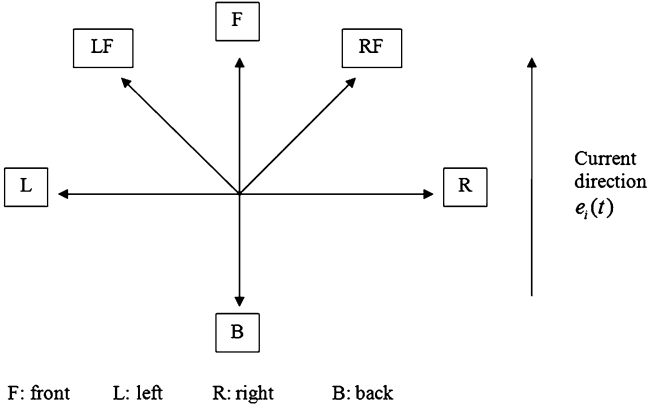 F
LF
RF
L
R
Current
direction
e_i(t)
B
F: front L: left R: right B: back